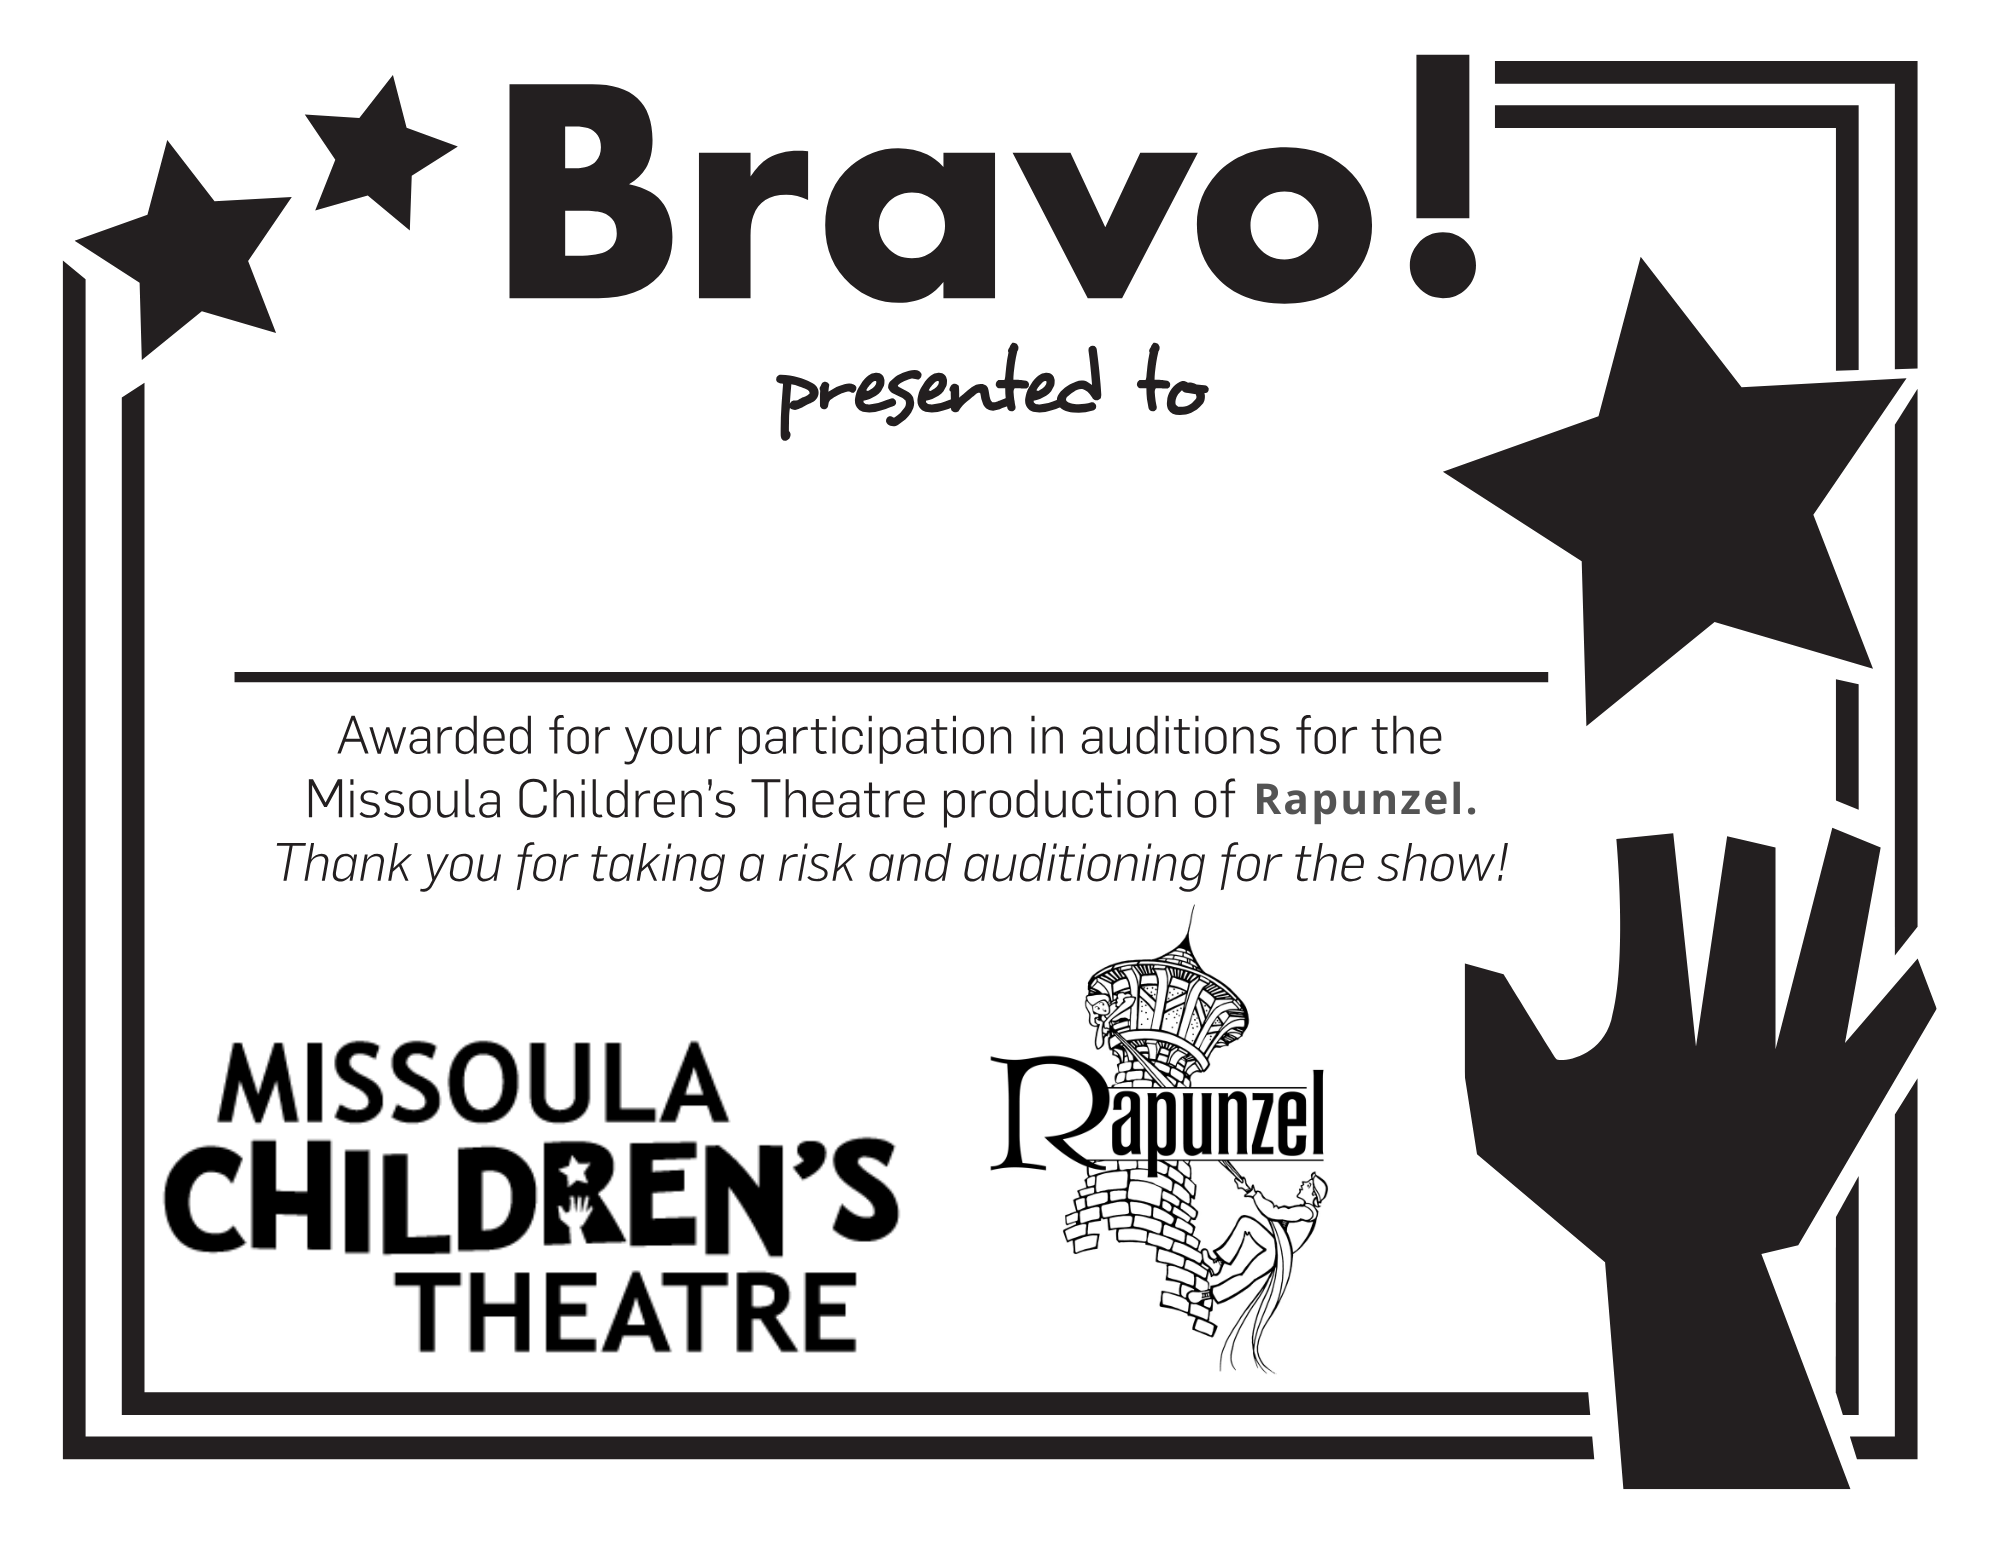 Bravo!
presented to
Awarded for your participation in auditions for the
Missoula Children’s Theatre production of Rapunzel.
Thank you for taking a risk and auditioning for the show!
MISSOULA
CHILDREN’S
THEATRE
Rapunzel